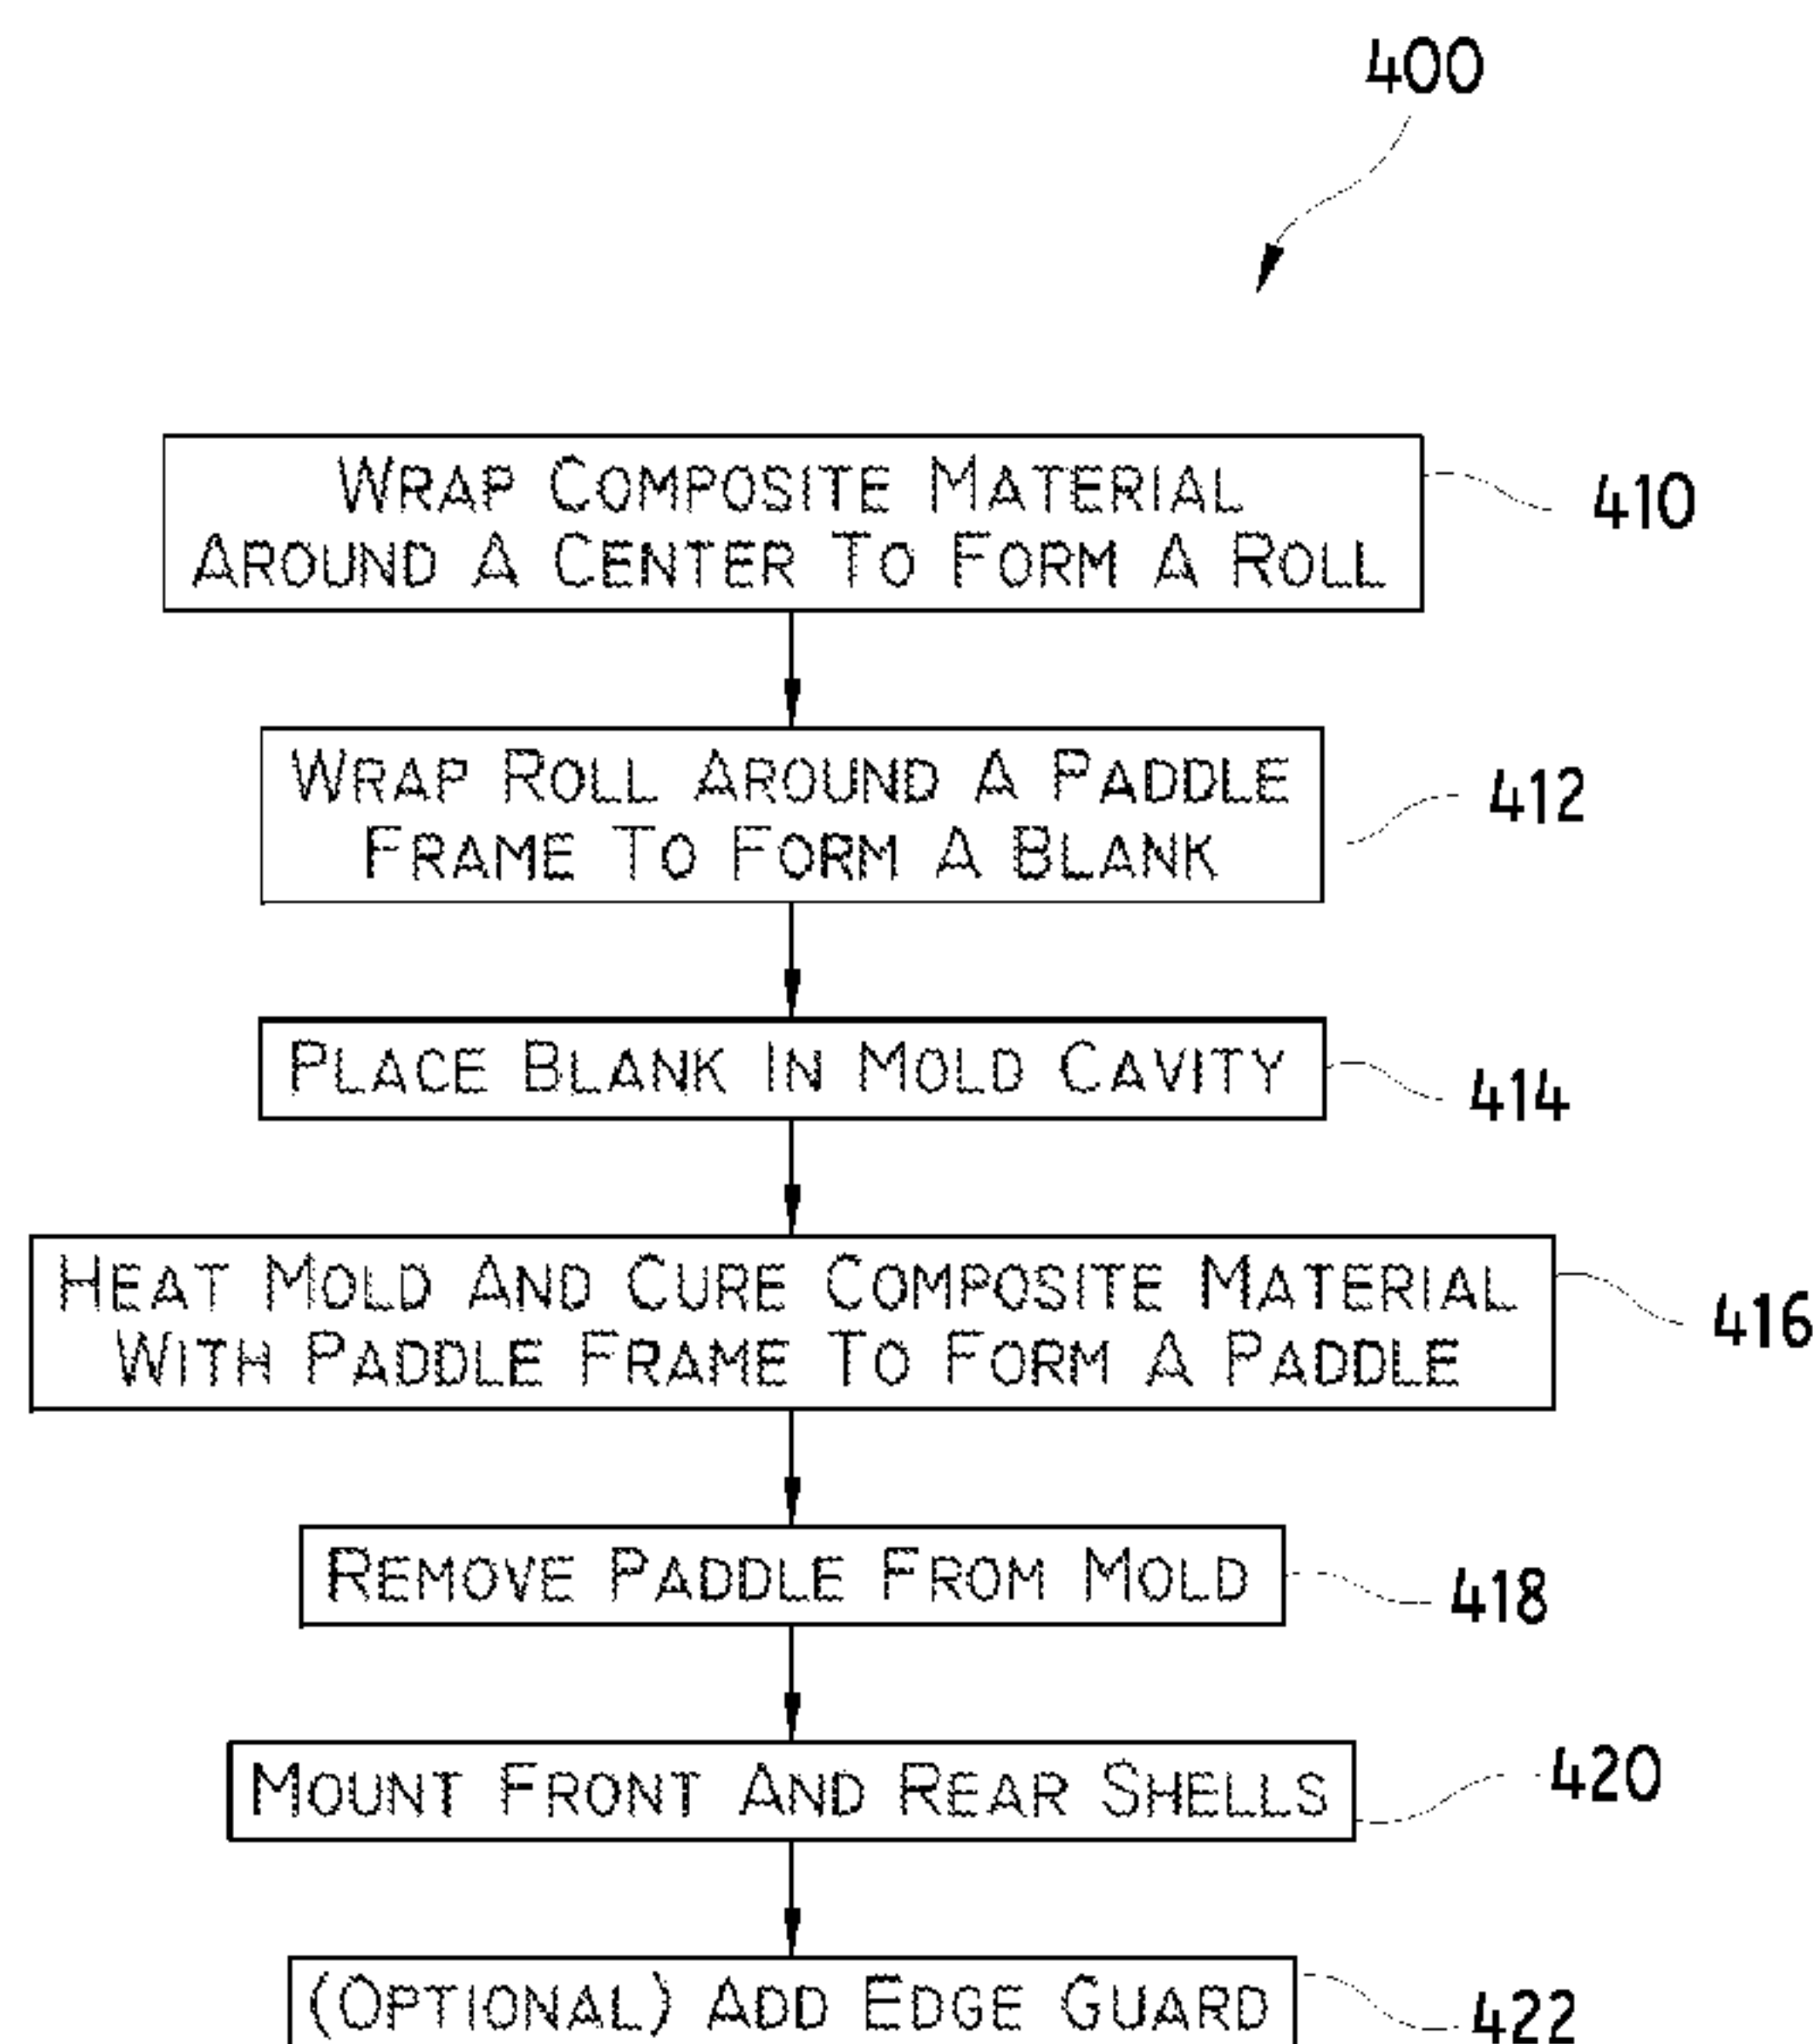 400
WRAP COMPOSITE MATERIAL
AROUND A CENTER TO FORM A ROLL
410
WRAP ROLL AROUND A PADDLE
FRAME TO FORM A BLANK
412
PLACE BLANK IN MOLD CAVITY
414
HEAT MOLD AND CURE COMPOSITE MATERIAL
WITH PADDLE FRAME TO FORM A PADDLE
416
REMOVE PADDLE FROM MOLD
418
MOUNT FRONT AND REAR SHELLS
420
(OPTIONAL) ADD EDGE GUARD
422